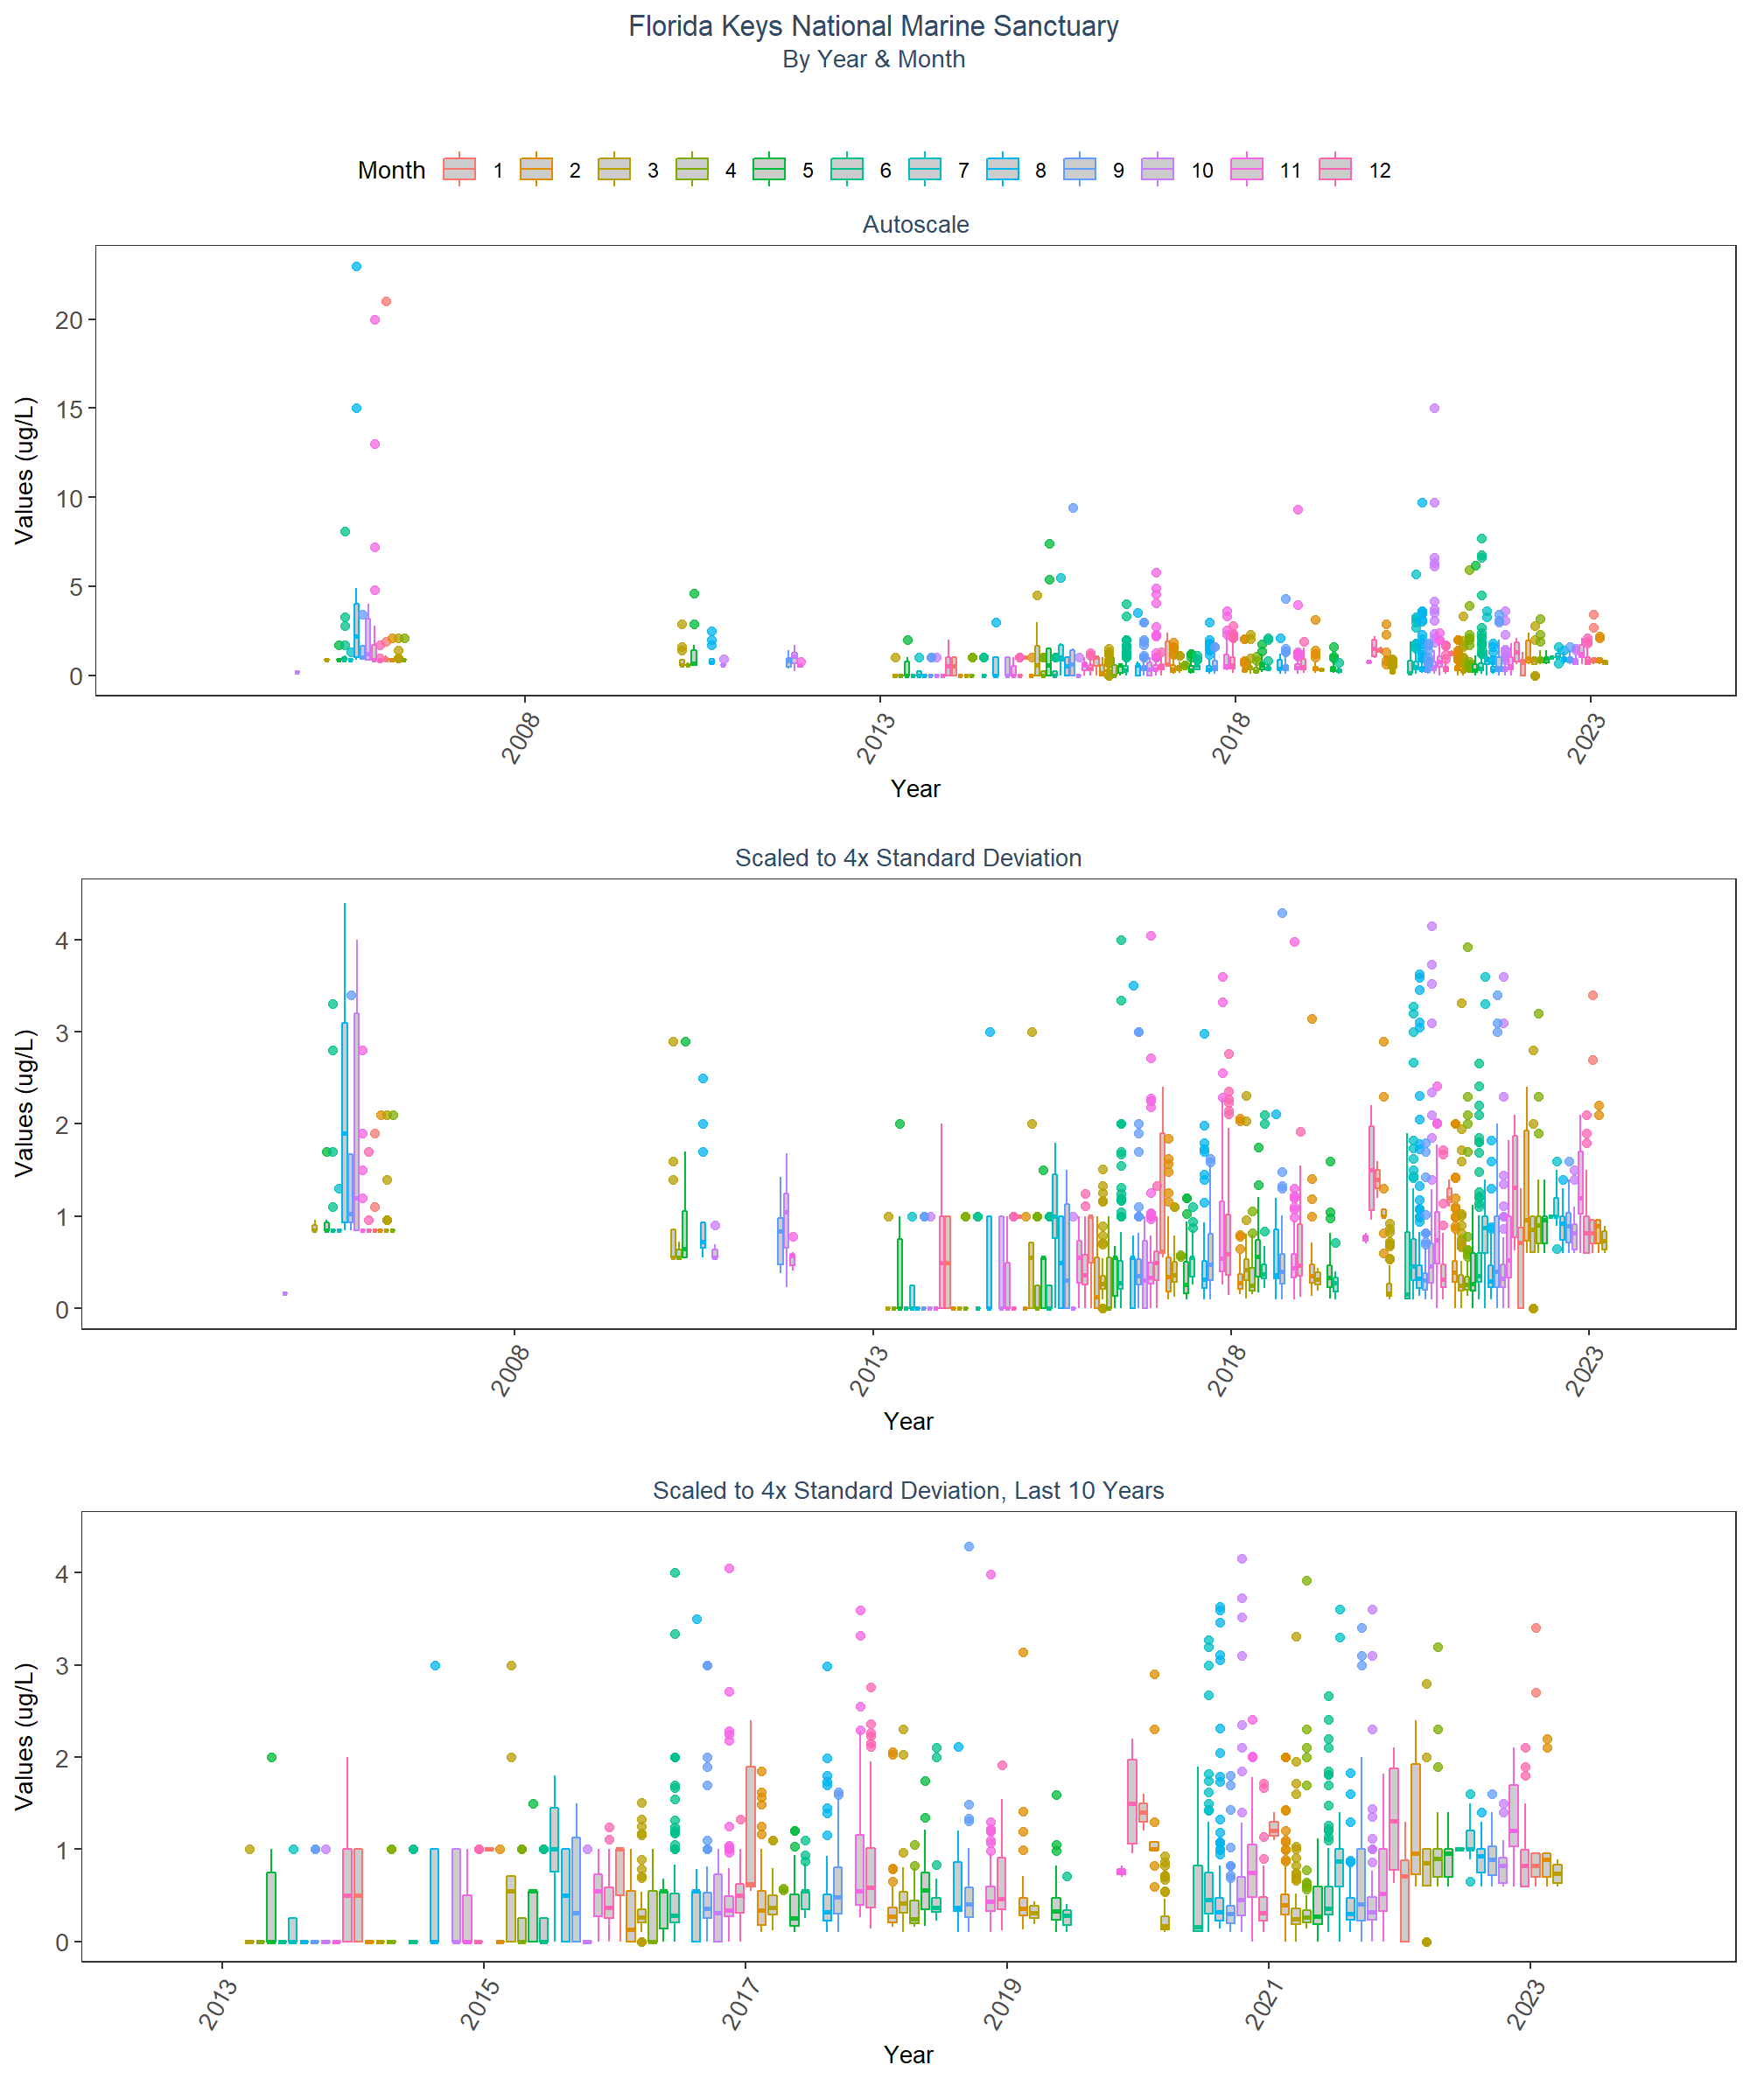 Florida Keys National Marine Sanctuary
By Year & Month
Month 1 2 3 4 5 6 7 8 9 10 11 12
Autoscale
Values (ug/L)
20
15
10
5
0
2008 2013 2018 2023
Year
Scaled to 4x Standard Deviation
Values (ug/L)
4
3
2
1
0
2008 2013 2018 2023
Year
Scaled to 4x Standard Deviation, Last 10 Years
Values (ug/L)
4
3
2
1
0
2013 2015 2017 2019 2021 2023
Year